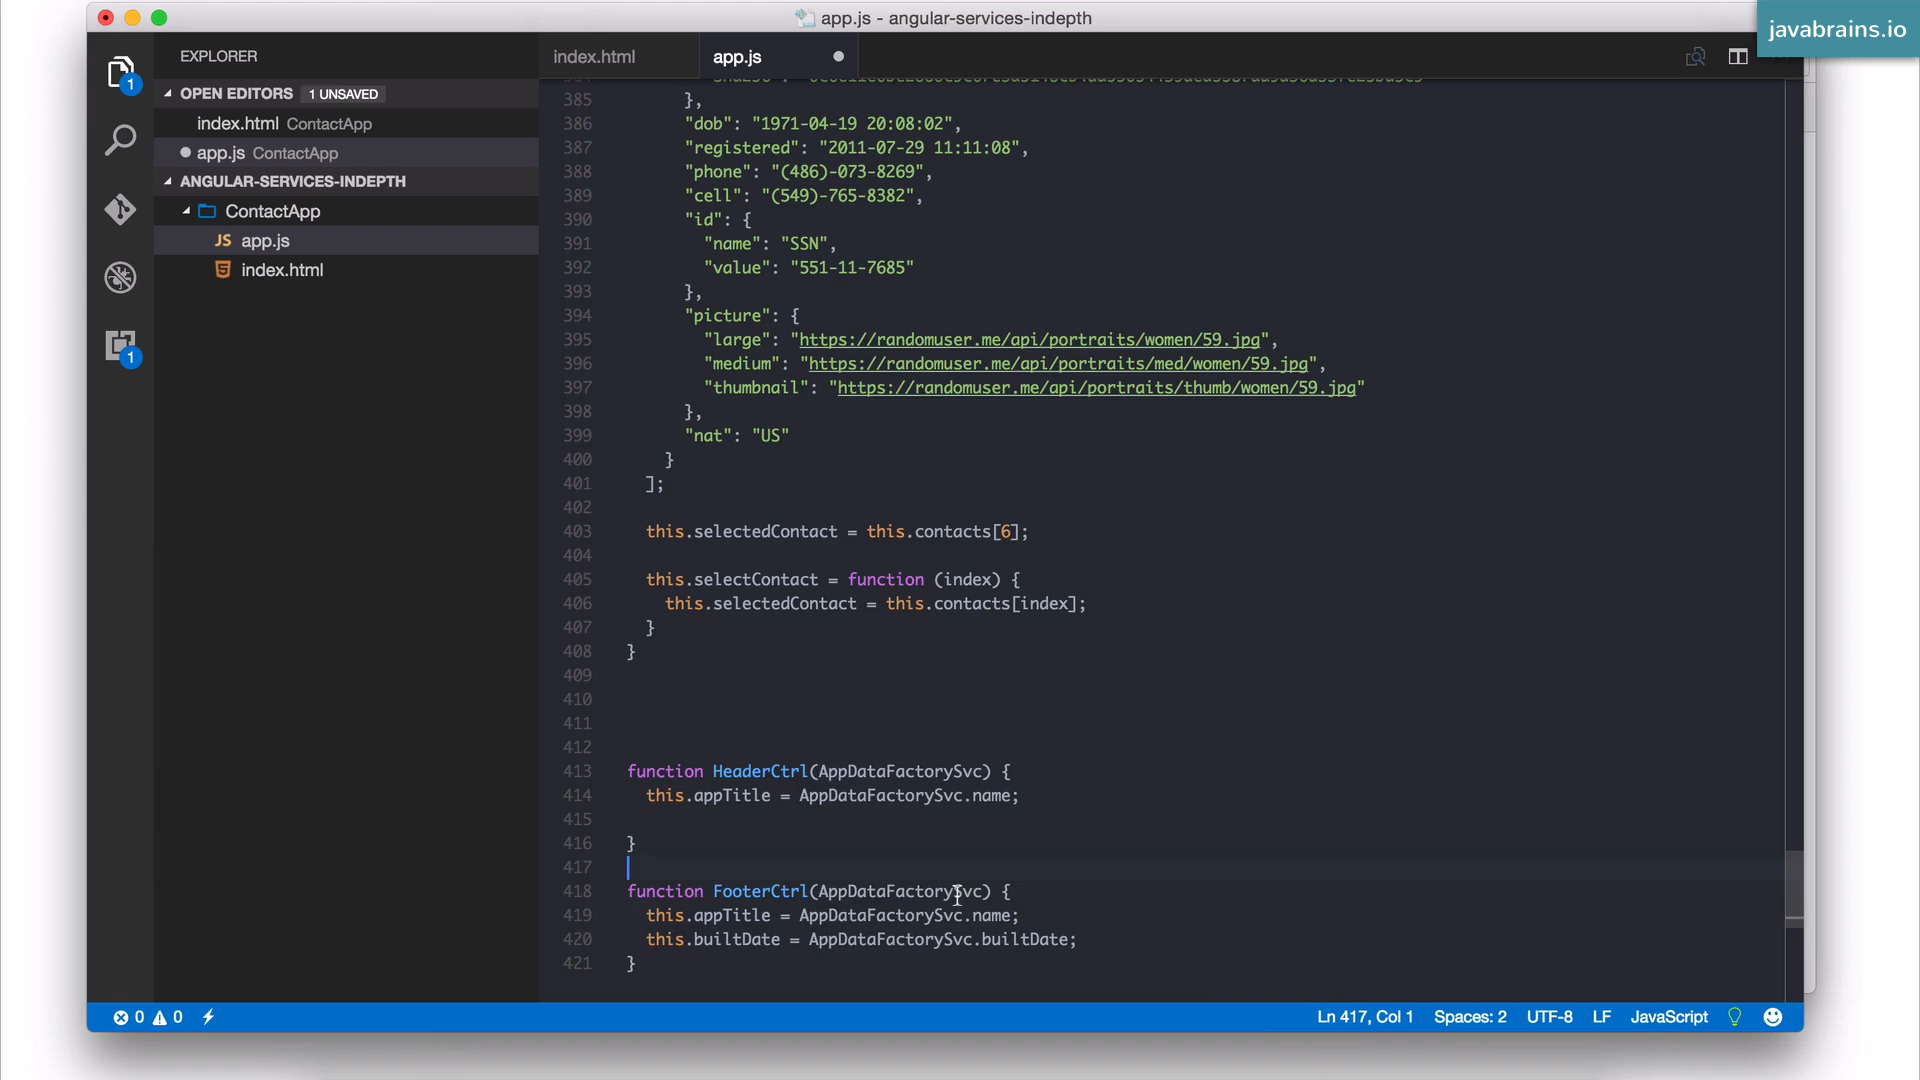 app.js - angular-services-indepth
javabrains.io
EXPLORER
OPEN EDITORS 1 UNSAVED
index.html ContactApp
app.js ContactApp
ANGULAR-SERVICES-INDEPTH
ContactApp
JS app.js
index.html
1
1
index.html
app.js
385 },
386 "dob": "1971-04-19 20:08:02",
387 "registered": "2011-07-29 11:11:08",
388 "phone": "(486)-073-8269",
389 "cell": "(549)-765-8382",
390 "id": {
391 "name": "SSN",
392 "value": "551-11-7685"
393 },
394 "picture": {
395 "large": "https://randomuser.me/api/portraits/women/59.jpg",
396 "medium": "https://randomuser.me/api/portraits/med/women/59.jpg",
397 "thumbnail": "https://randomuser.me/api/portraits/thumb/women/59.jpg"
398 },
399 "nat": "US"
400 }
401 ];
402
403 this.selectedContact = this.contacts[6];
404
405 this.selectContact = function (index) {
406 this.selectedContact = this.contacts[index];
407 }
408 }
409
410
411
412
413 function HeaderCtrl(AppDataFactorySvc) {
414 this.appTitle = AppDataFactorySvc.name;
415
416 }
417
418 function FooterCtrl(AppDataFactorySvc) {
419 this.appTitle = AppDataFactorySvc.name;
420 this.builtDate = AppDataFactorySvc.builtDate;
421 }
0 0 Ln 417, Col 1 Spaces: 2 UTF-8 LF JavaScript